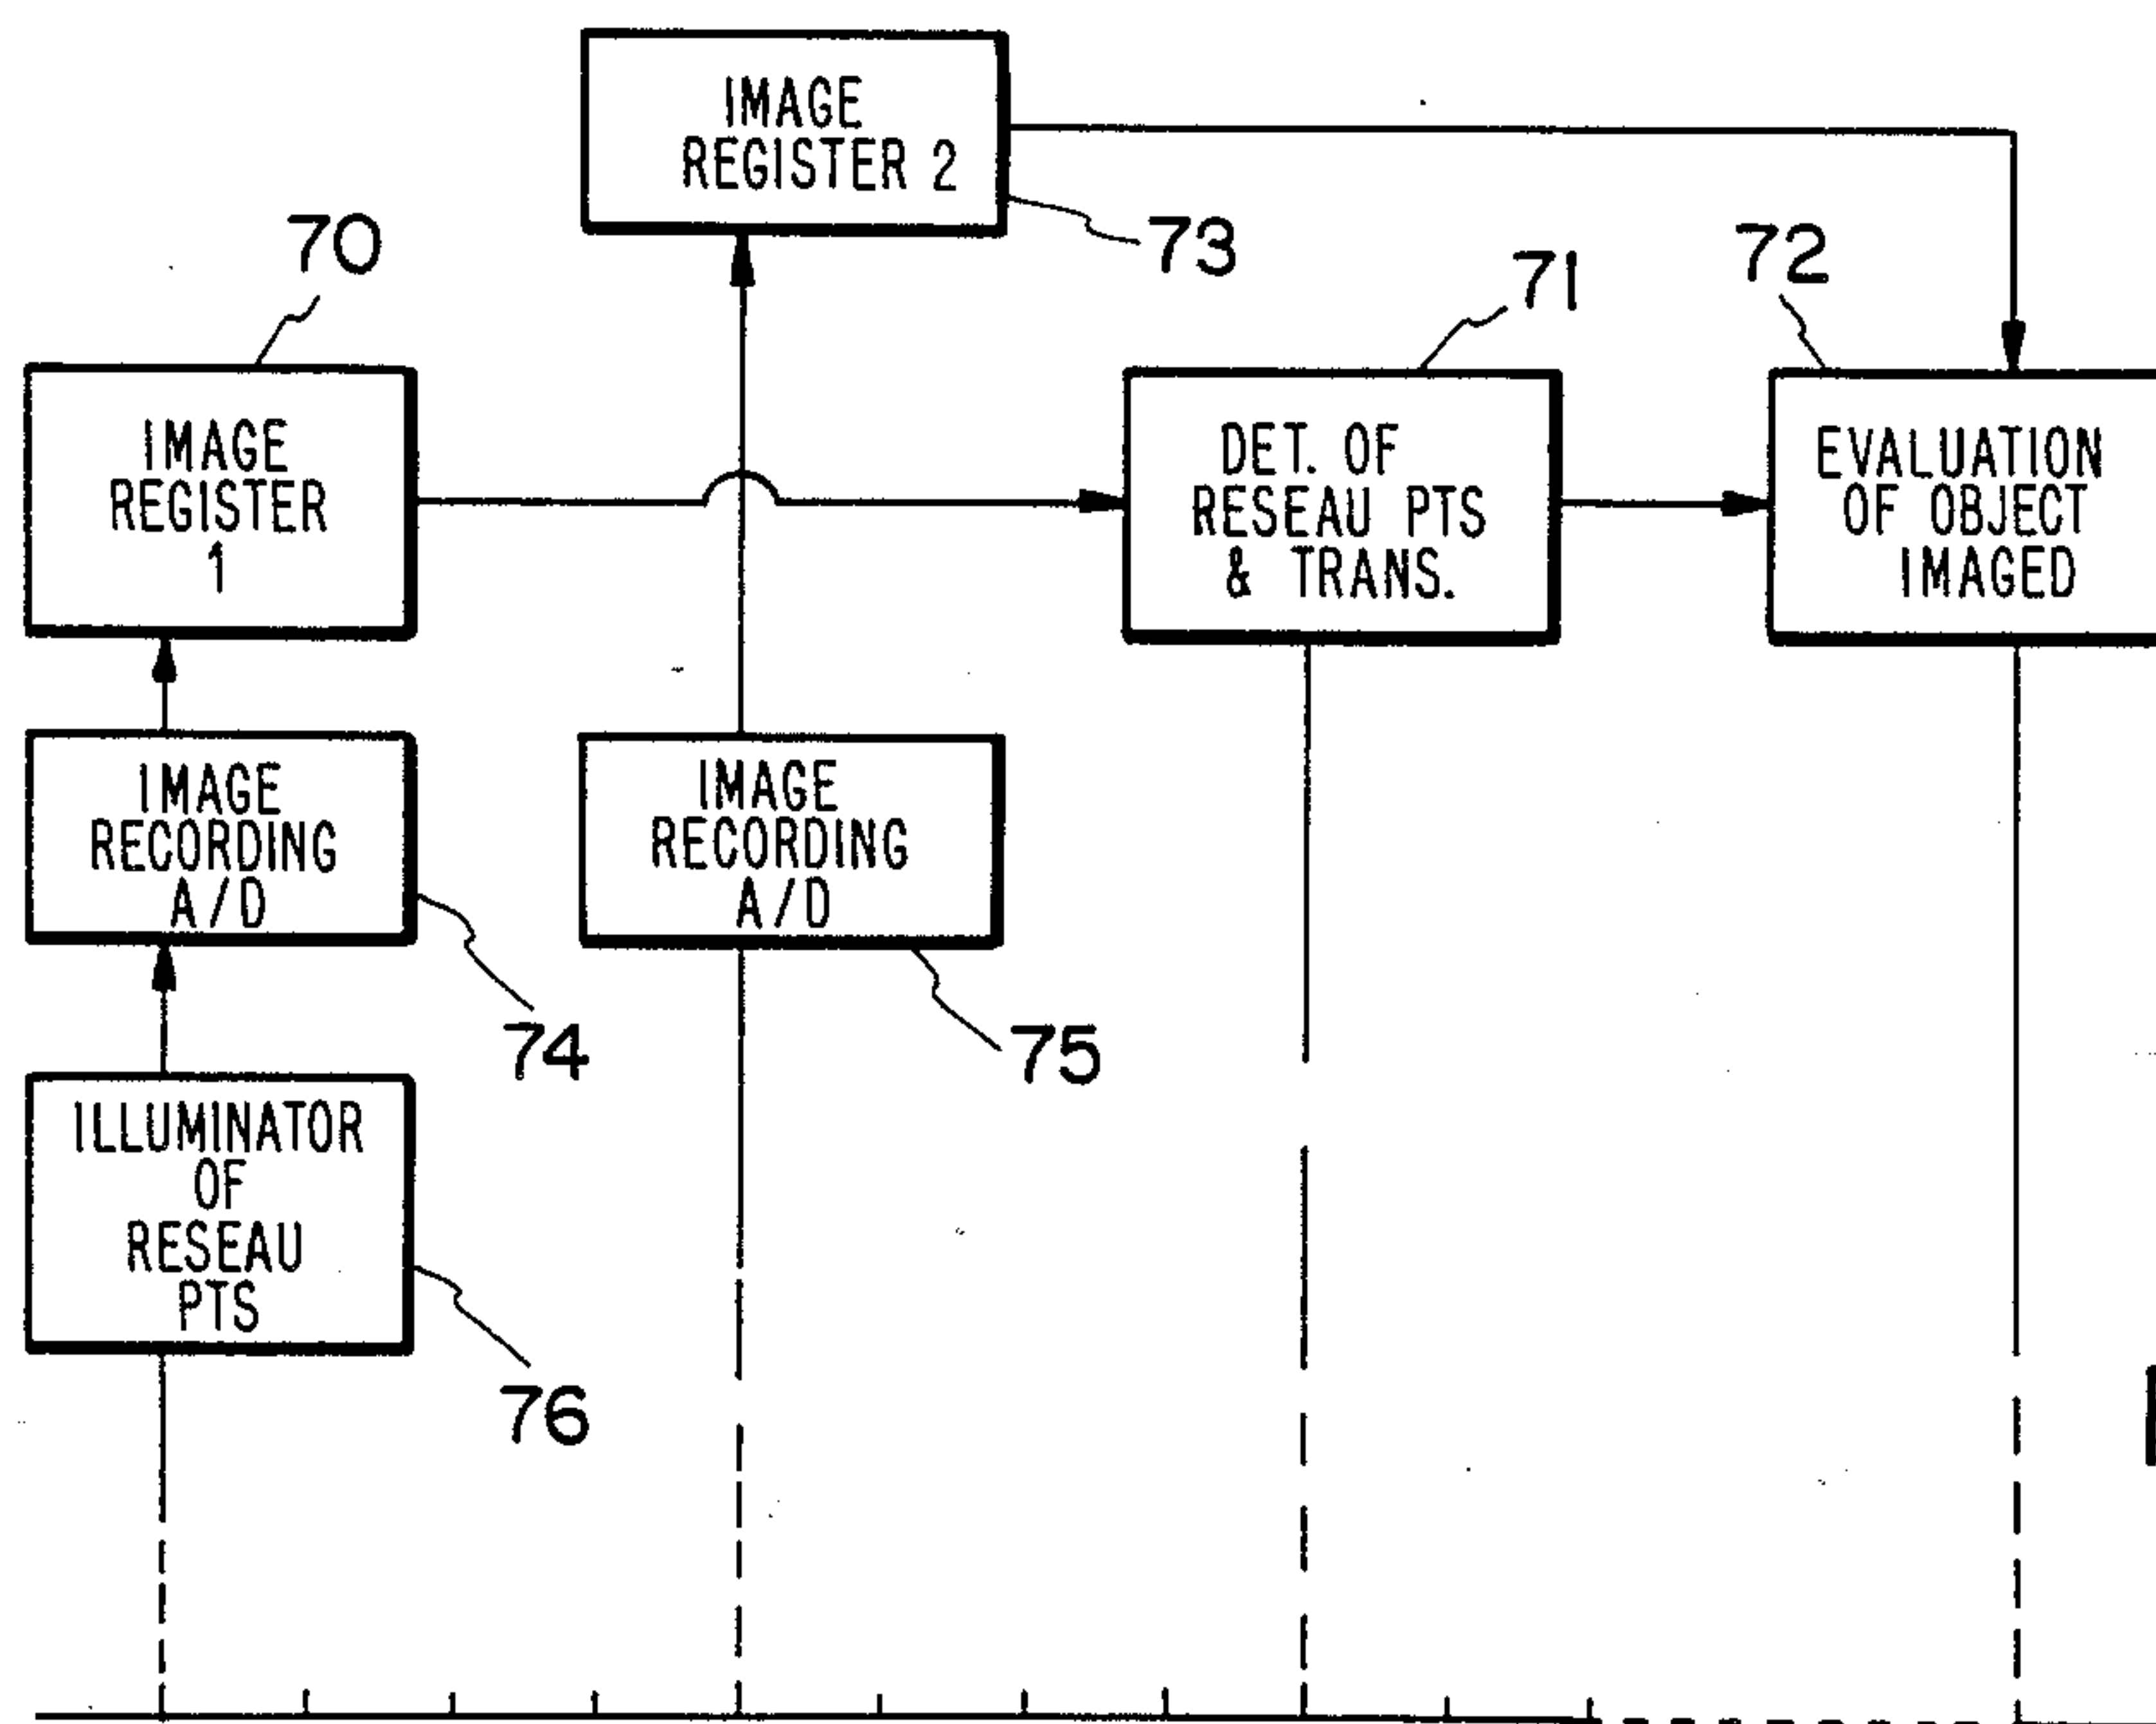 IMAGE
REGISTER 2
73
70
71
72
IMAGE
REGISTER
1
DET. OF
RESEAU PTS
& TRANS.
EVALUATION
OF OBJECT
IMAGED
IMAGE
RECORDING
A/D
74
IMAGE
RECORDING
A/D
75
ILLUMINATOR
OF
RESEAU
PTS
76